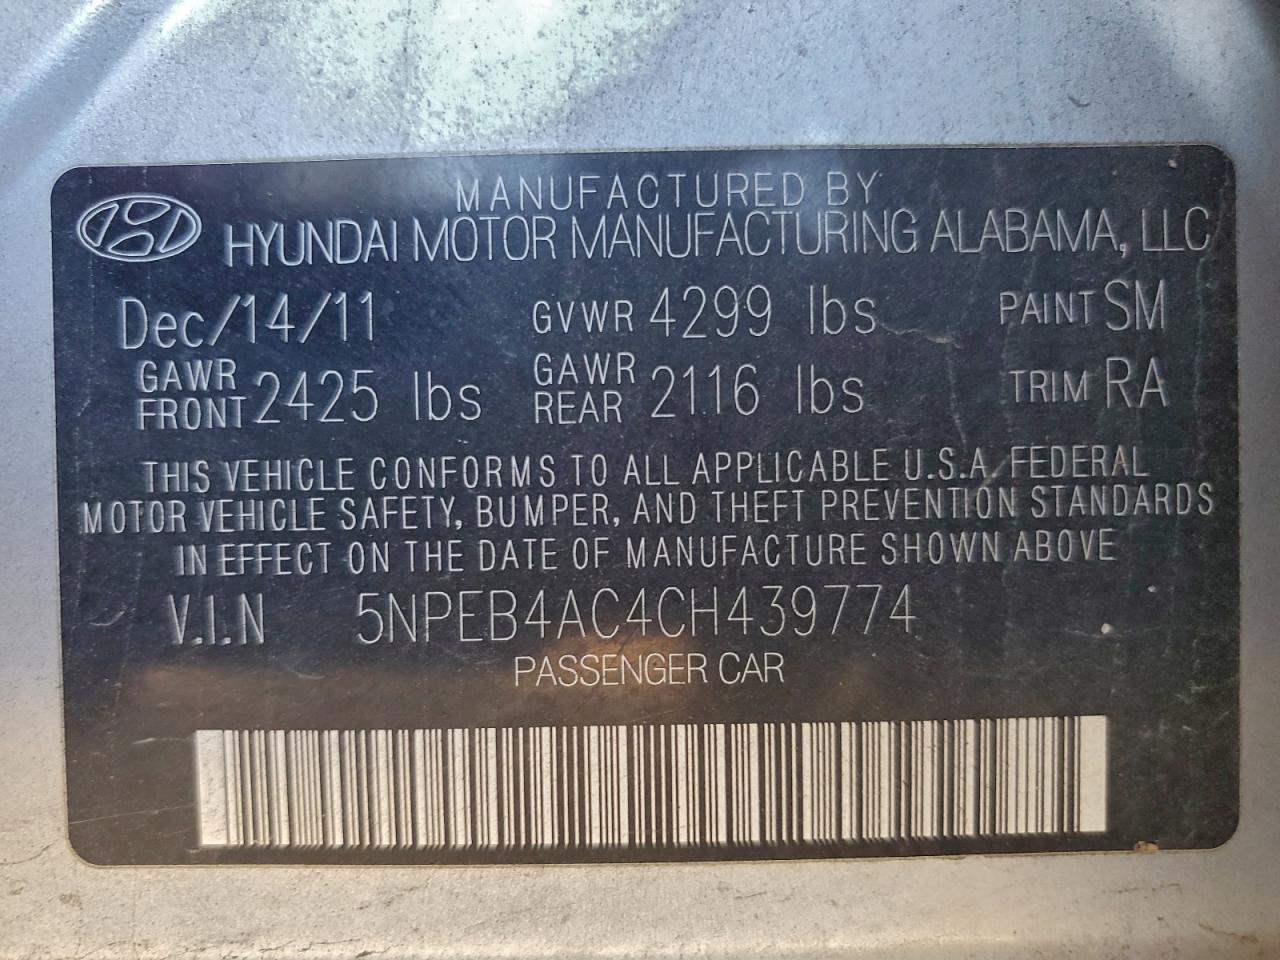 MANUFACTURED BY
HYUNDAI MOTOR MANUFACTURING ALABAMA, LLC
Dec/14/11 GVWR 4299 lbs PAINT SM
GAWR FRONT 2425 lbs GAWR REAR 2116 lbs TRIM RA
THIS VEHICLE CONFORMS TO ALL APPLICABLE U.S.A. FEDERAL
MOTOR VEHICLE SAFETY, BUMPER, AND THEFT PREVENTION STANDARDS
IN EFFECT ON THE DATE OF MANUFACTURE SHOWN ABOVE
V.I.N 5NPEB4AC4CH439774
PASSENGER CAR